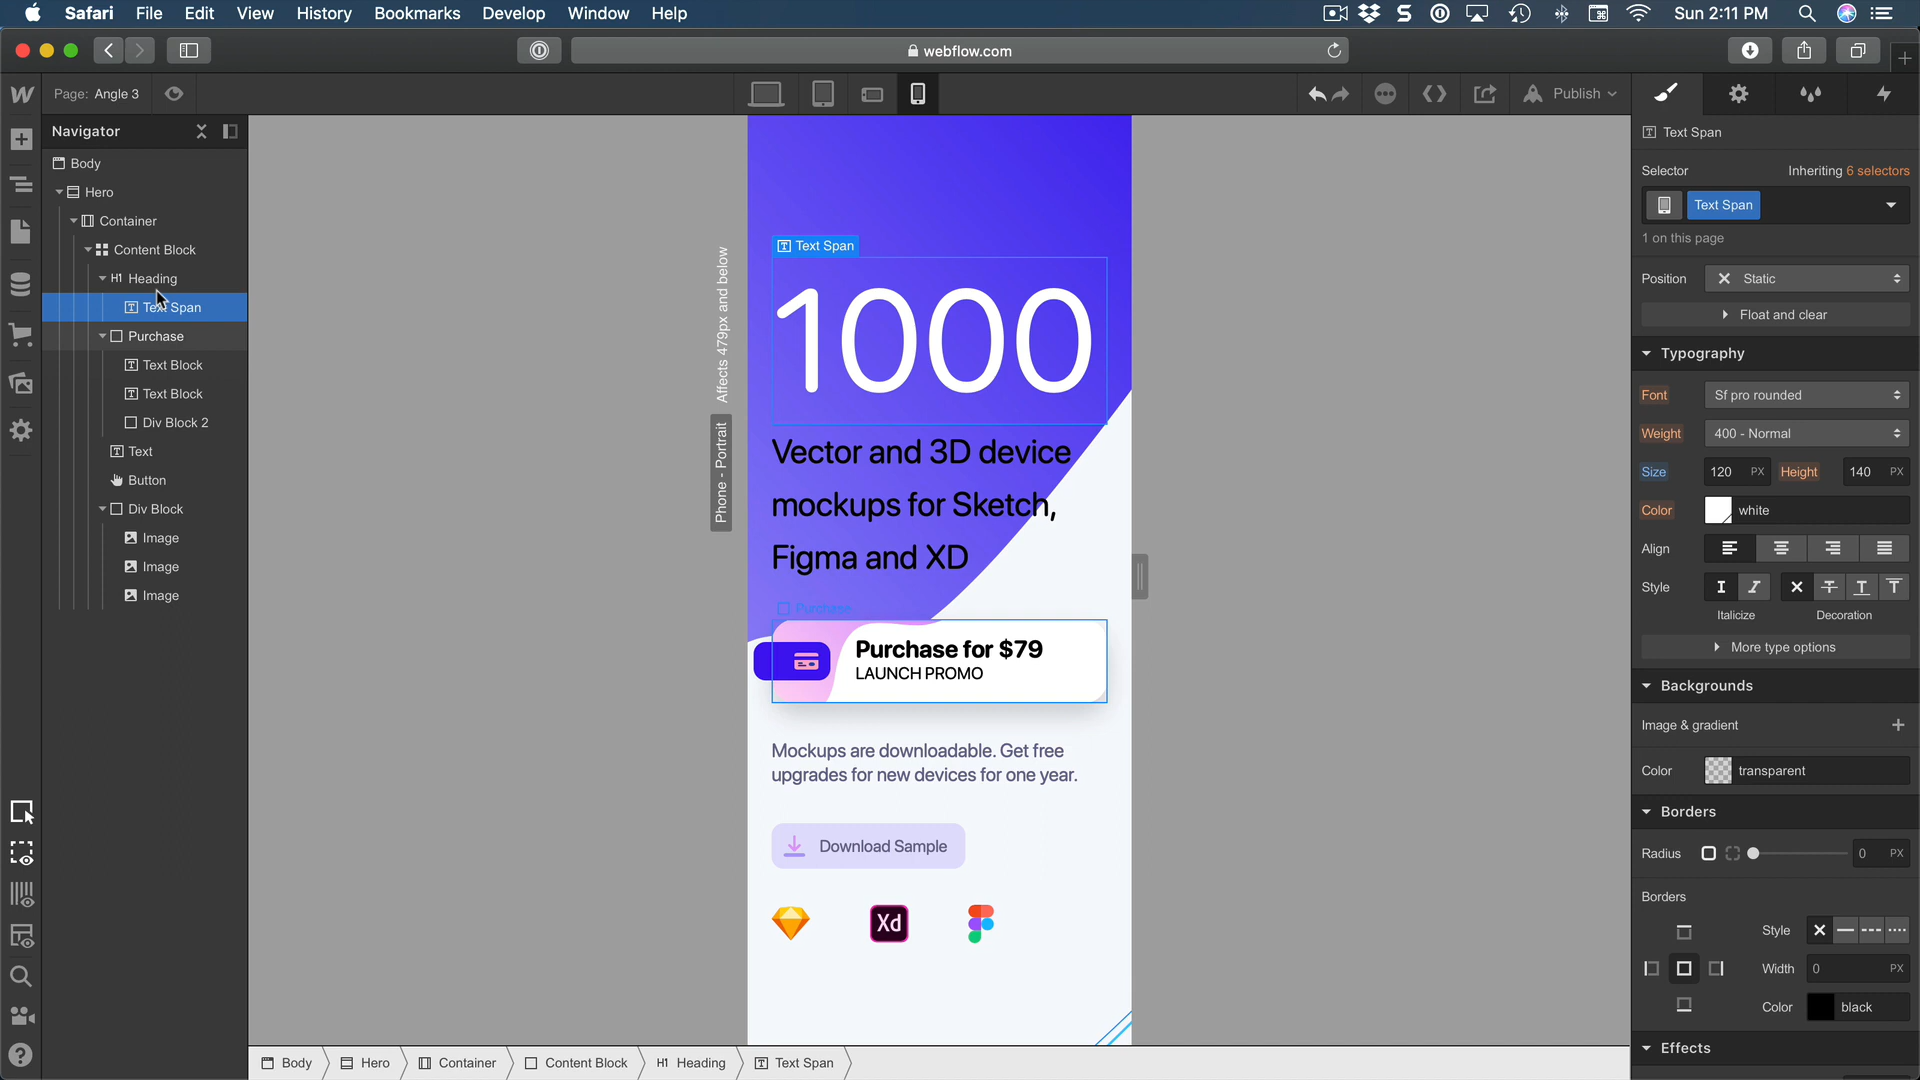 Safari File Edit View History Bookmarks Develop Window Help
Sun 2:11 PM
webflow.com
Page: Angle 3
Publish
Navigator
Body
Hero
Container
Content Block
H1 Heading
Text Span
Purchase
Text Block
Text Block
Div Block 2
Text
Button
Div Block
Image
Image
Image
Affects 479px and below
Phone - Portrait
Text Span
1000
Vector and 3D device
mockups for Sketch,
Figma and XD
Purchase
Purchase for $79
LAUNCH PROMO
Mockups are downloadable. Get free
upgrades for new devices for one year.
Download Sample
Xd
Body Hero Container Content Block H1 Heading Text Span
Text Span
Selector Inheriting 6 selectors
Text Span
1 on this page
Position Static
Float and clear
Typography
Font Sf pro rounded
Weight 400 - Normal
Size 120 PX Height 140 PX
Color white
Align
Style
Italicize Decoration
More type options
Backgrounds
Image & gradient
Color transparent
Borders
Radius 0 PX
Borders
Style
Width 0 PX
Color black
Effects